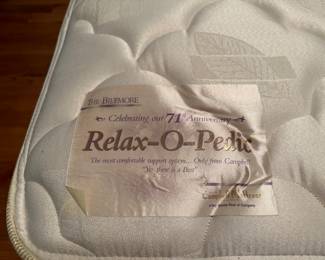 THE BILTMORE
Celebrating our 71st Anniversary
Relax-O-Pedic
The most comfortable support system... Only from Campbell
"Yes there is a Best"